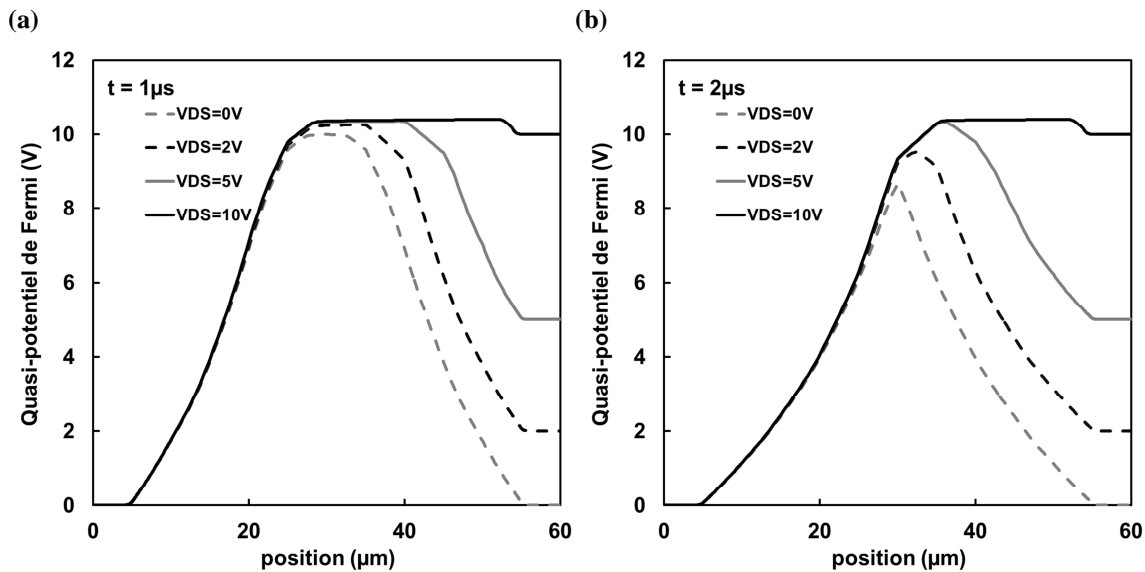 (a)
Quasi-potentiel de Fermi (V)
12
10
8
6
4
2
0
t = 1µs
VDS=0V
VDS=2V
VDS=5V
VDS=10V
0 20 40 60
position (µm)
(b)
Quasi-potentiel de Fermi (V)
12
10
8
6
4
2
0
t = 2µs
VDS=0V
VDS=2V
VDS=5V
VDS=10V
0 20 40 60
position (µm)